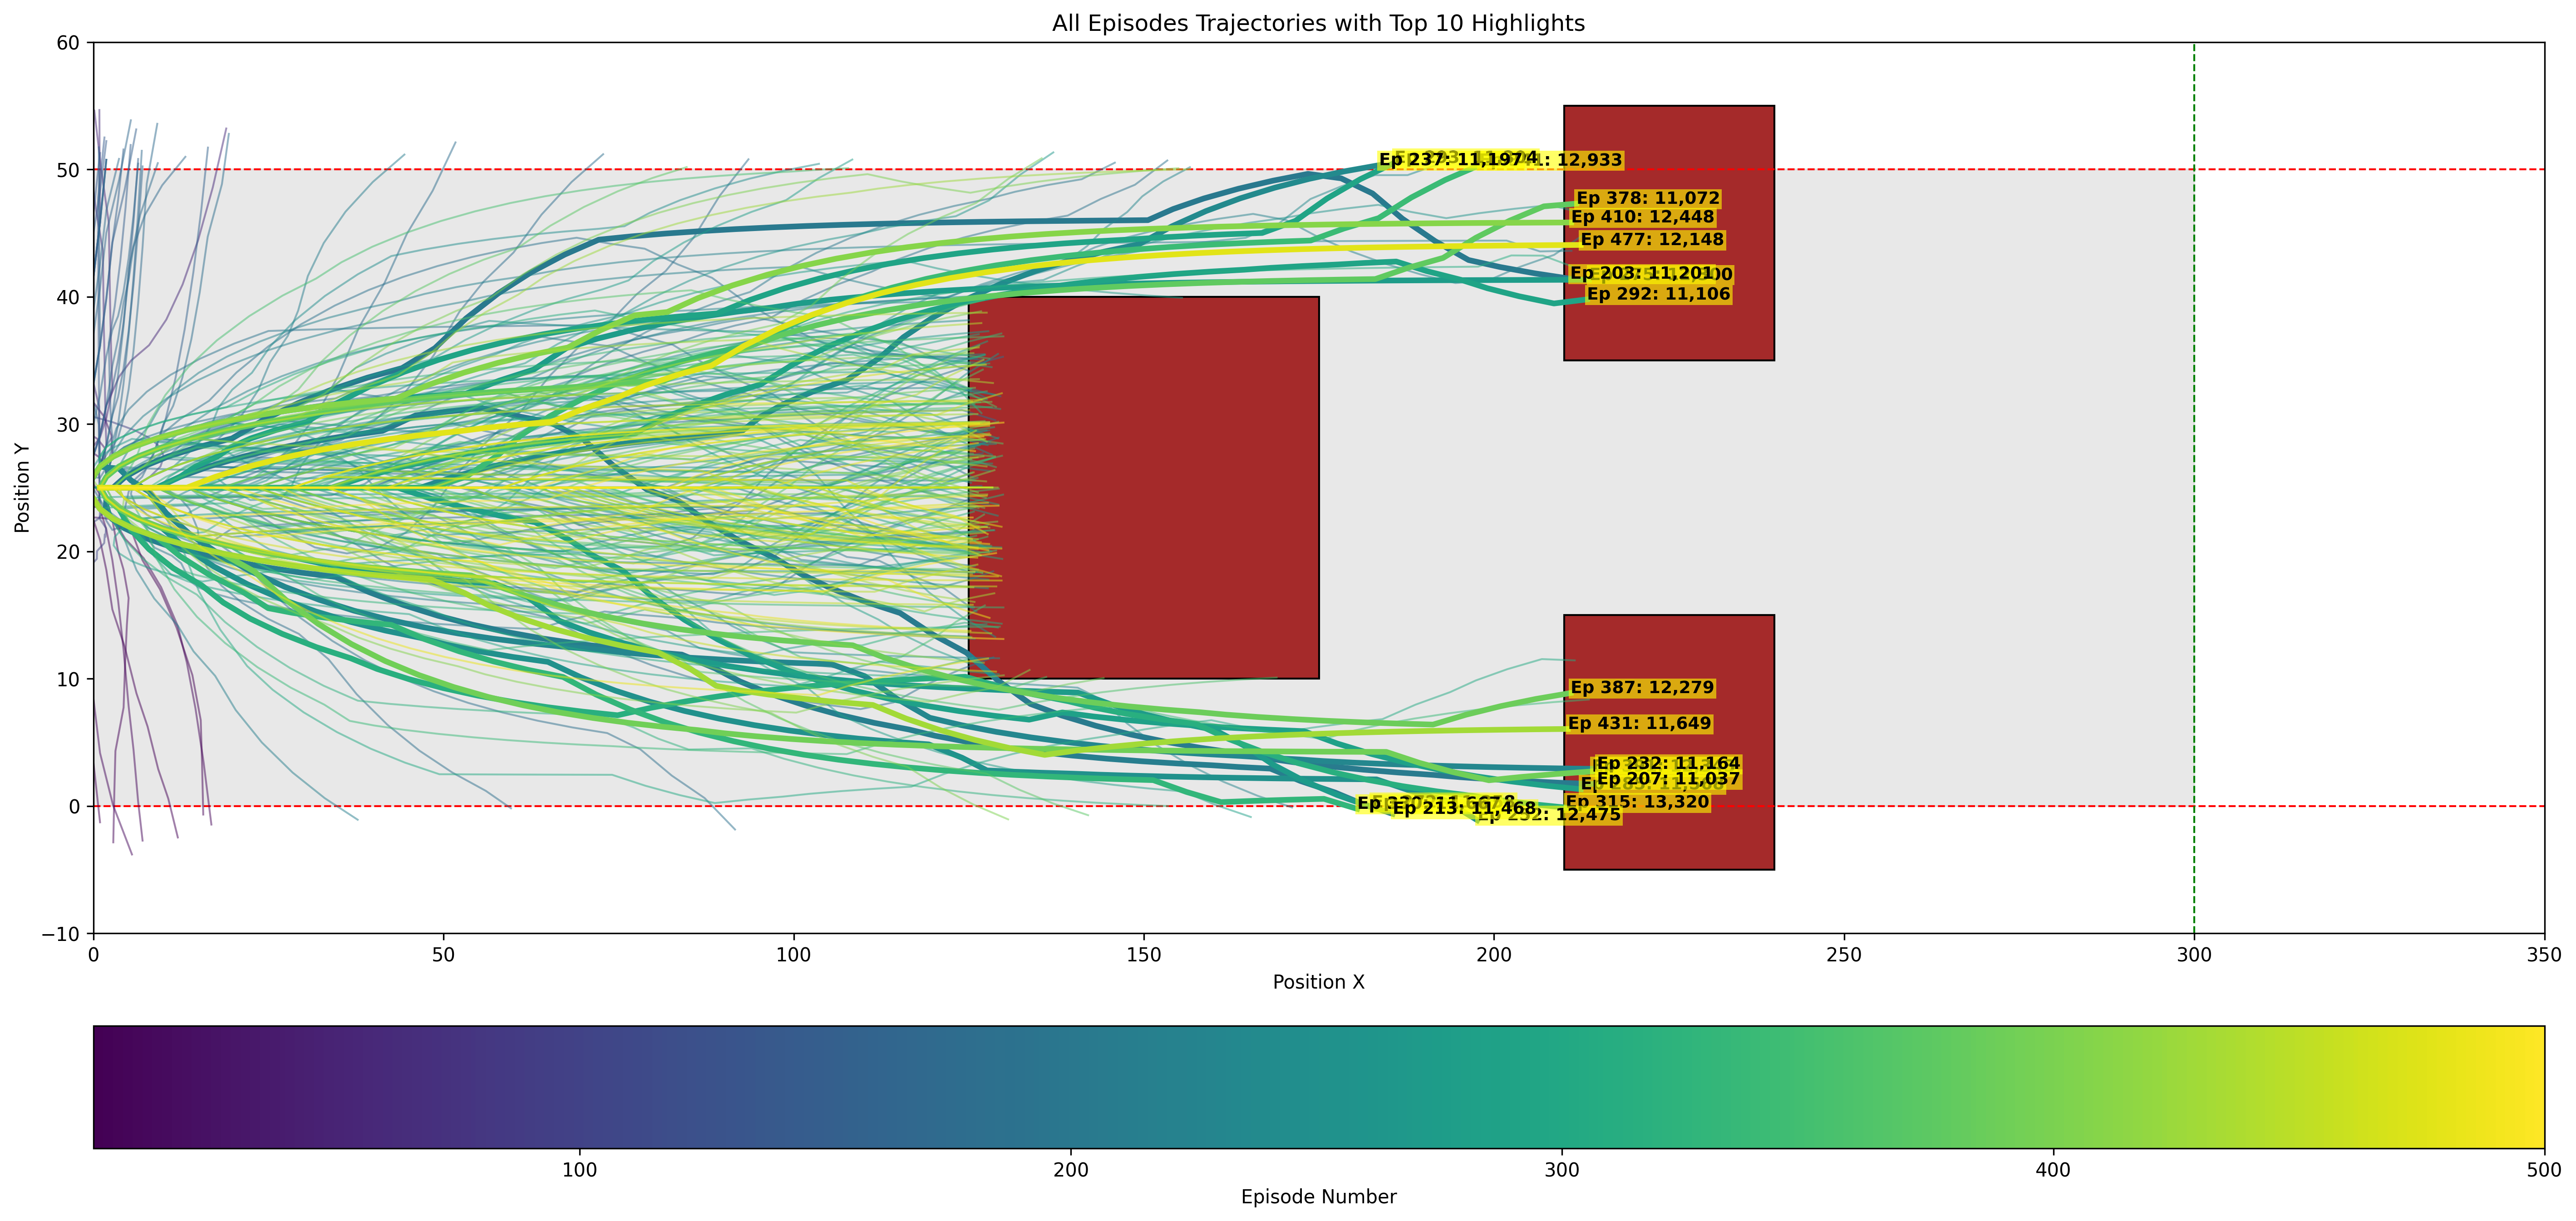 All Episodes Trajectories with Top 10 Highlights
60
50
40
30
20
10
0
−10
Position Y
Ep 237: 11,197
12,933
Ep 378: 11,072
Ep 410: 12,448
Ep 477: 12,148
Ep 203: 11,201
Ep 292: 11,106
Ep 387: 12,279
Ep 431: 11,649
Ep 232: 11,164
Ep 207: 11,037
Ep 315: 13,320
Ep 213: 11,468
12,475
0
50
100
150
200
250
300
350
Position X
100
200
300
400
500
Episode Number